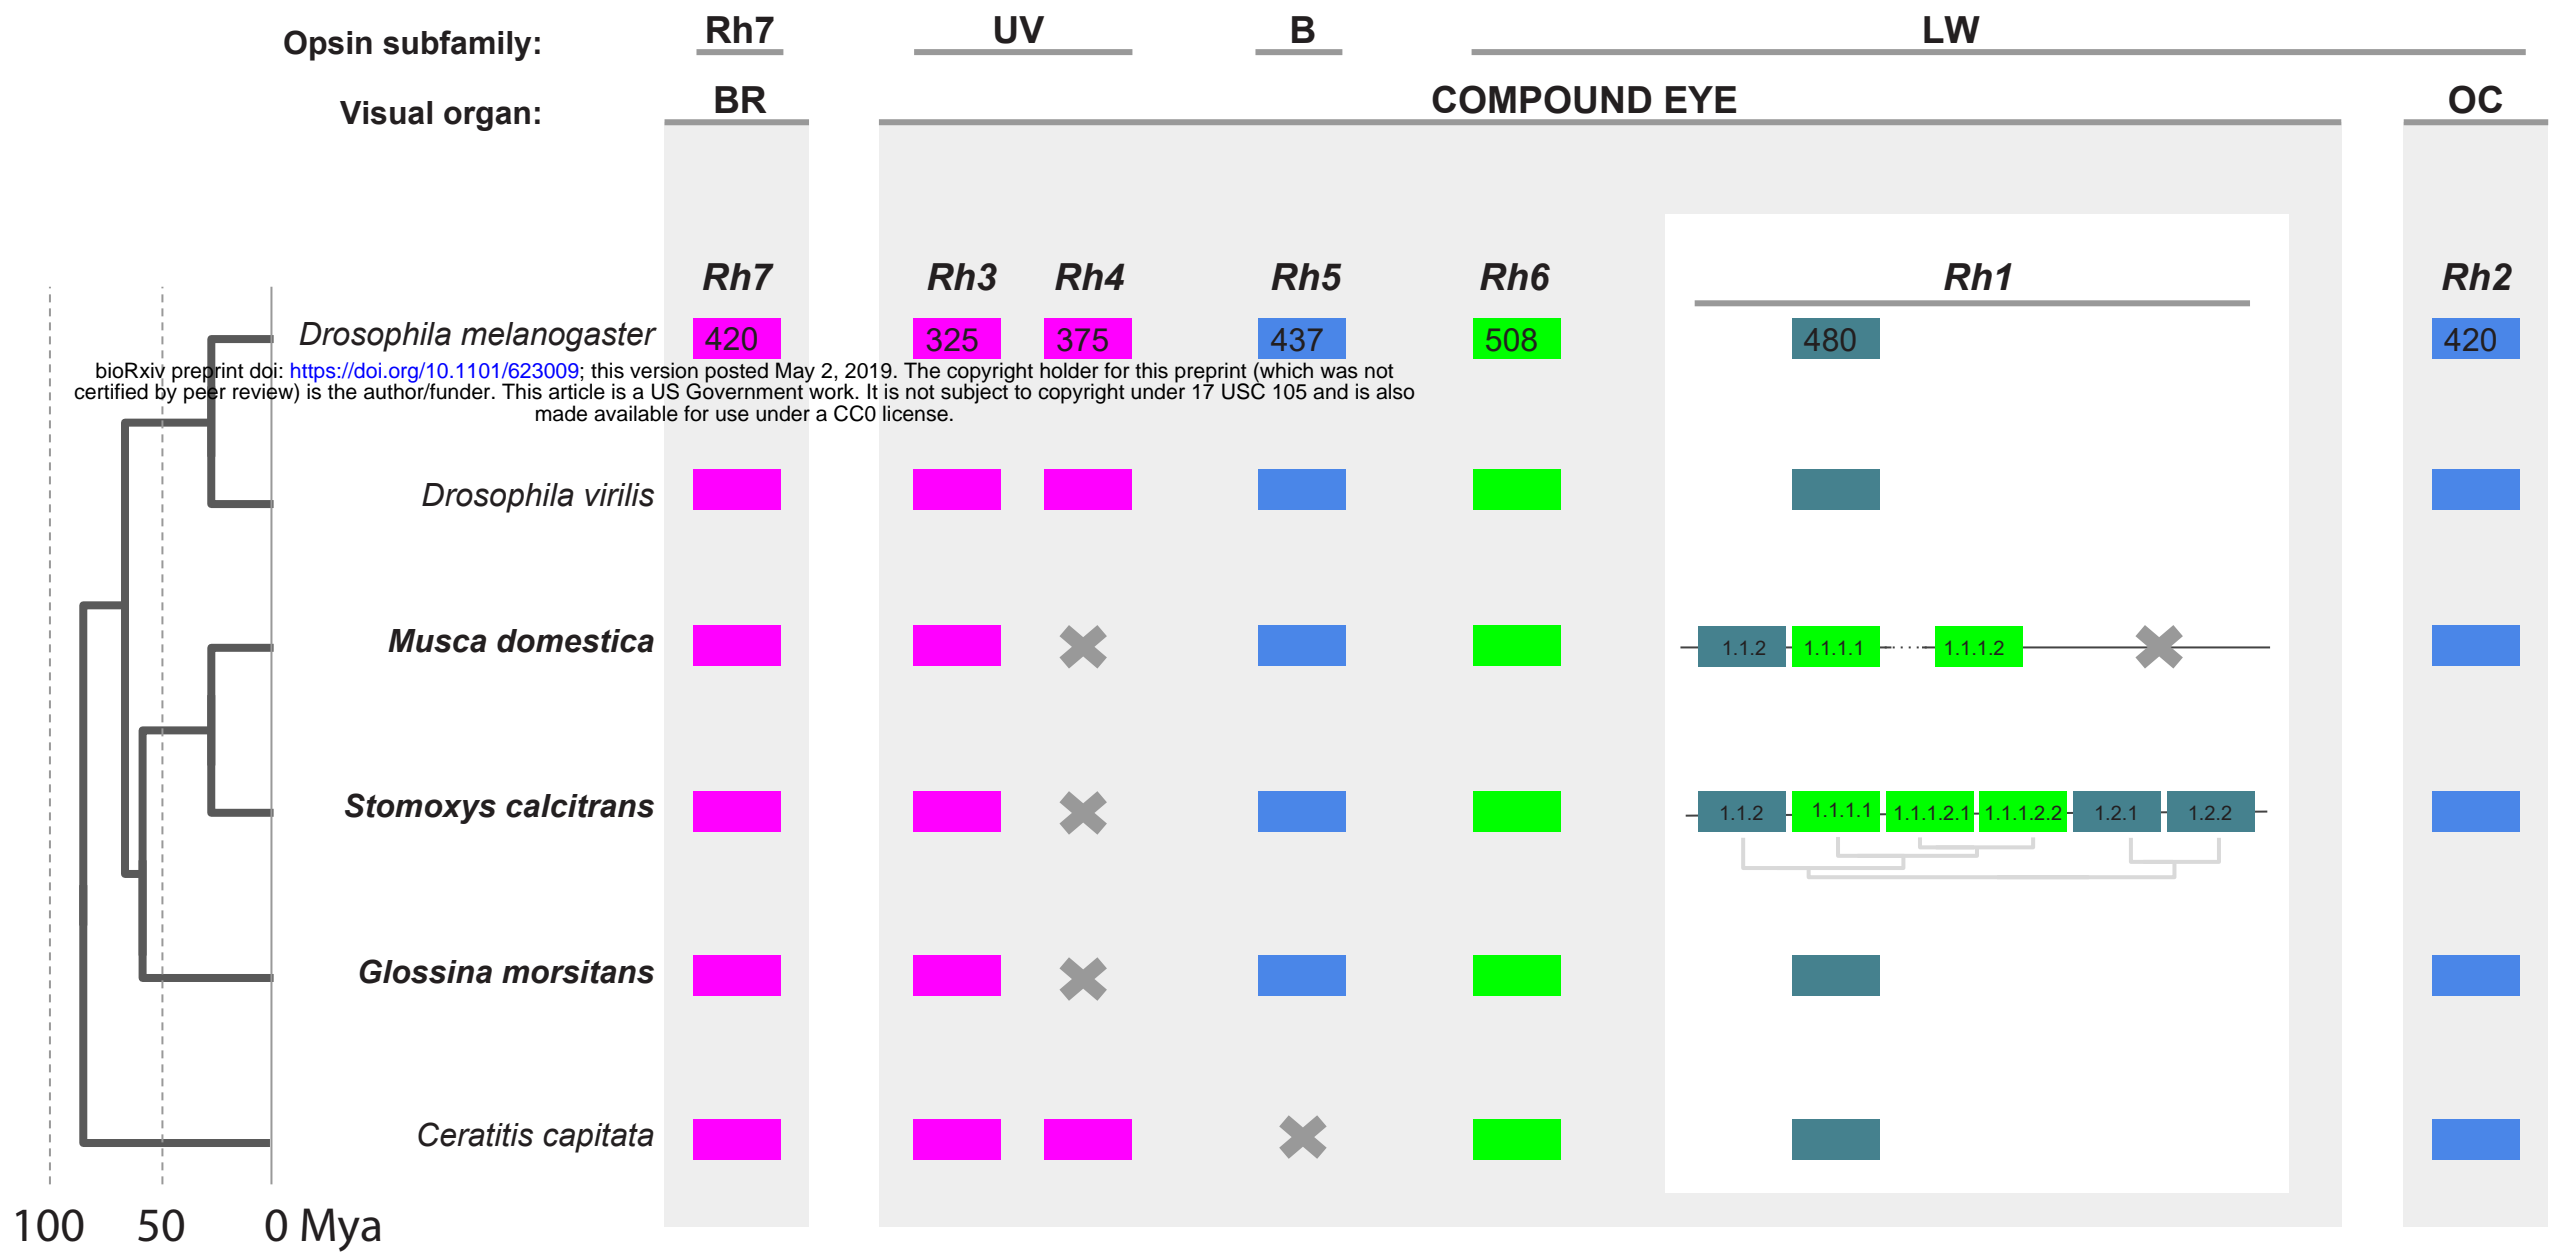 Opsin subfamily: Rh7 UV B LW
Visual organ: BR COMPOUND EYE OC
Rh7 Rh3 Rh4 Rh5 Rh6 Rh1 Rh2
Drosophila melanogaster 420 325 375 437 508 480 420
bioRxiv preprint doi: https://doi.org/10.1101/623009; this version posted May 2, 2019. The copyright holder for this preprint (which was not
certified by peer review) is the author/funder. This article is a US Government work. It is not subject to copyright under 17 USC 105 and is also
made available for use under a CC0 license.
Drosophila virilis
Musca domestica 1.1.2 1.1.1.1 1.1.1.2
Stomoxys calcitrans 1.1.2 1.1.1.1 1.1.1.2.1 1.1.1.2.2 1.2.1 1.2.2
Glossina morsitans
Ceratitis capitata
100 50 0 Mya